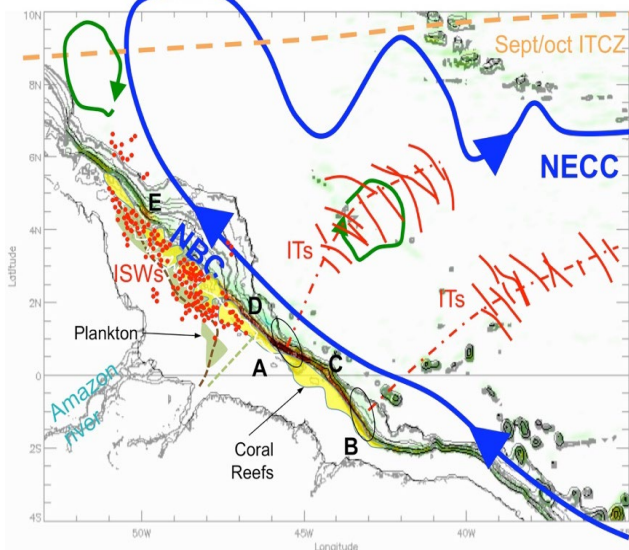 10N
8N
6N
4N
2N
0
2S
4S
Latitude
50W
45W
40W
Longitude
Sept/oct ITCZ
NECC
E
NBC
ISWs
ITs
ITs
D
Plankton
A
C
Amazon
river
Coral
Reefs
B